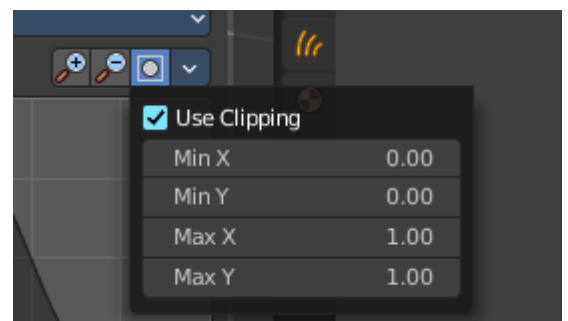 Use Clipping
Min X 0.00
Min Y 0.00
Max X 1.00
Max Y 1.00